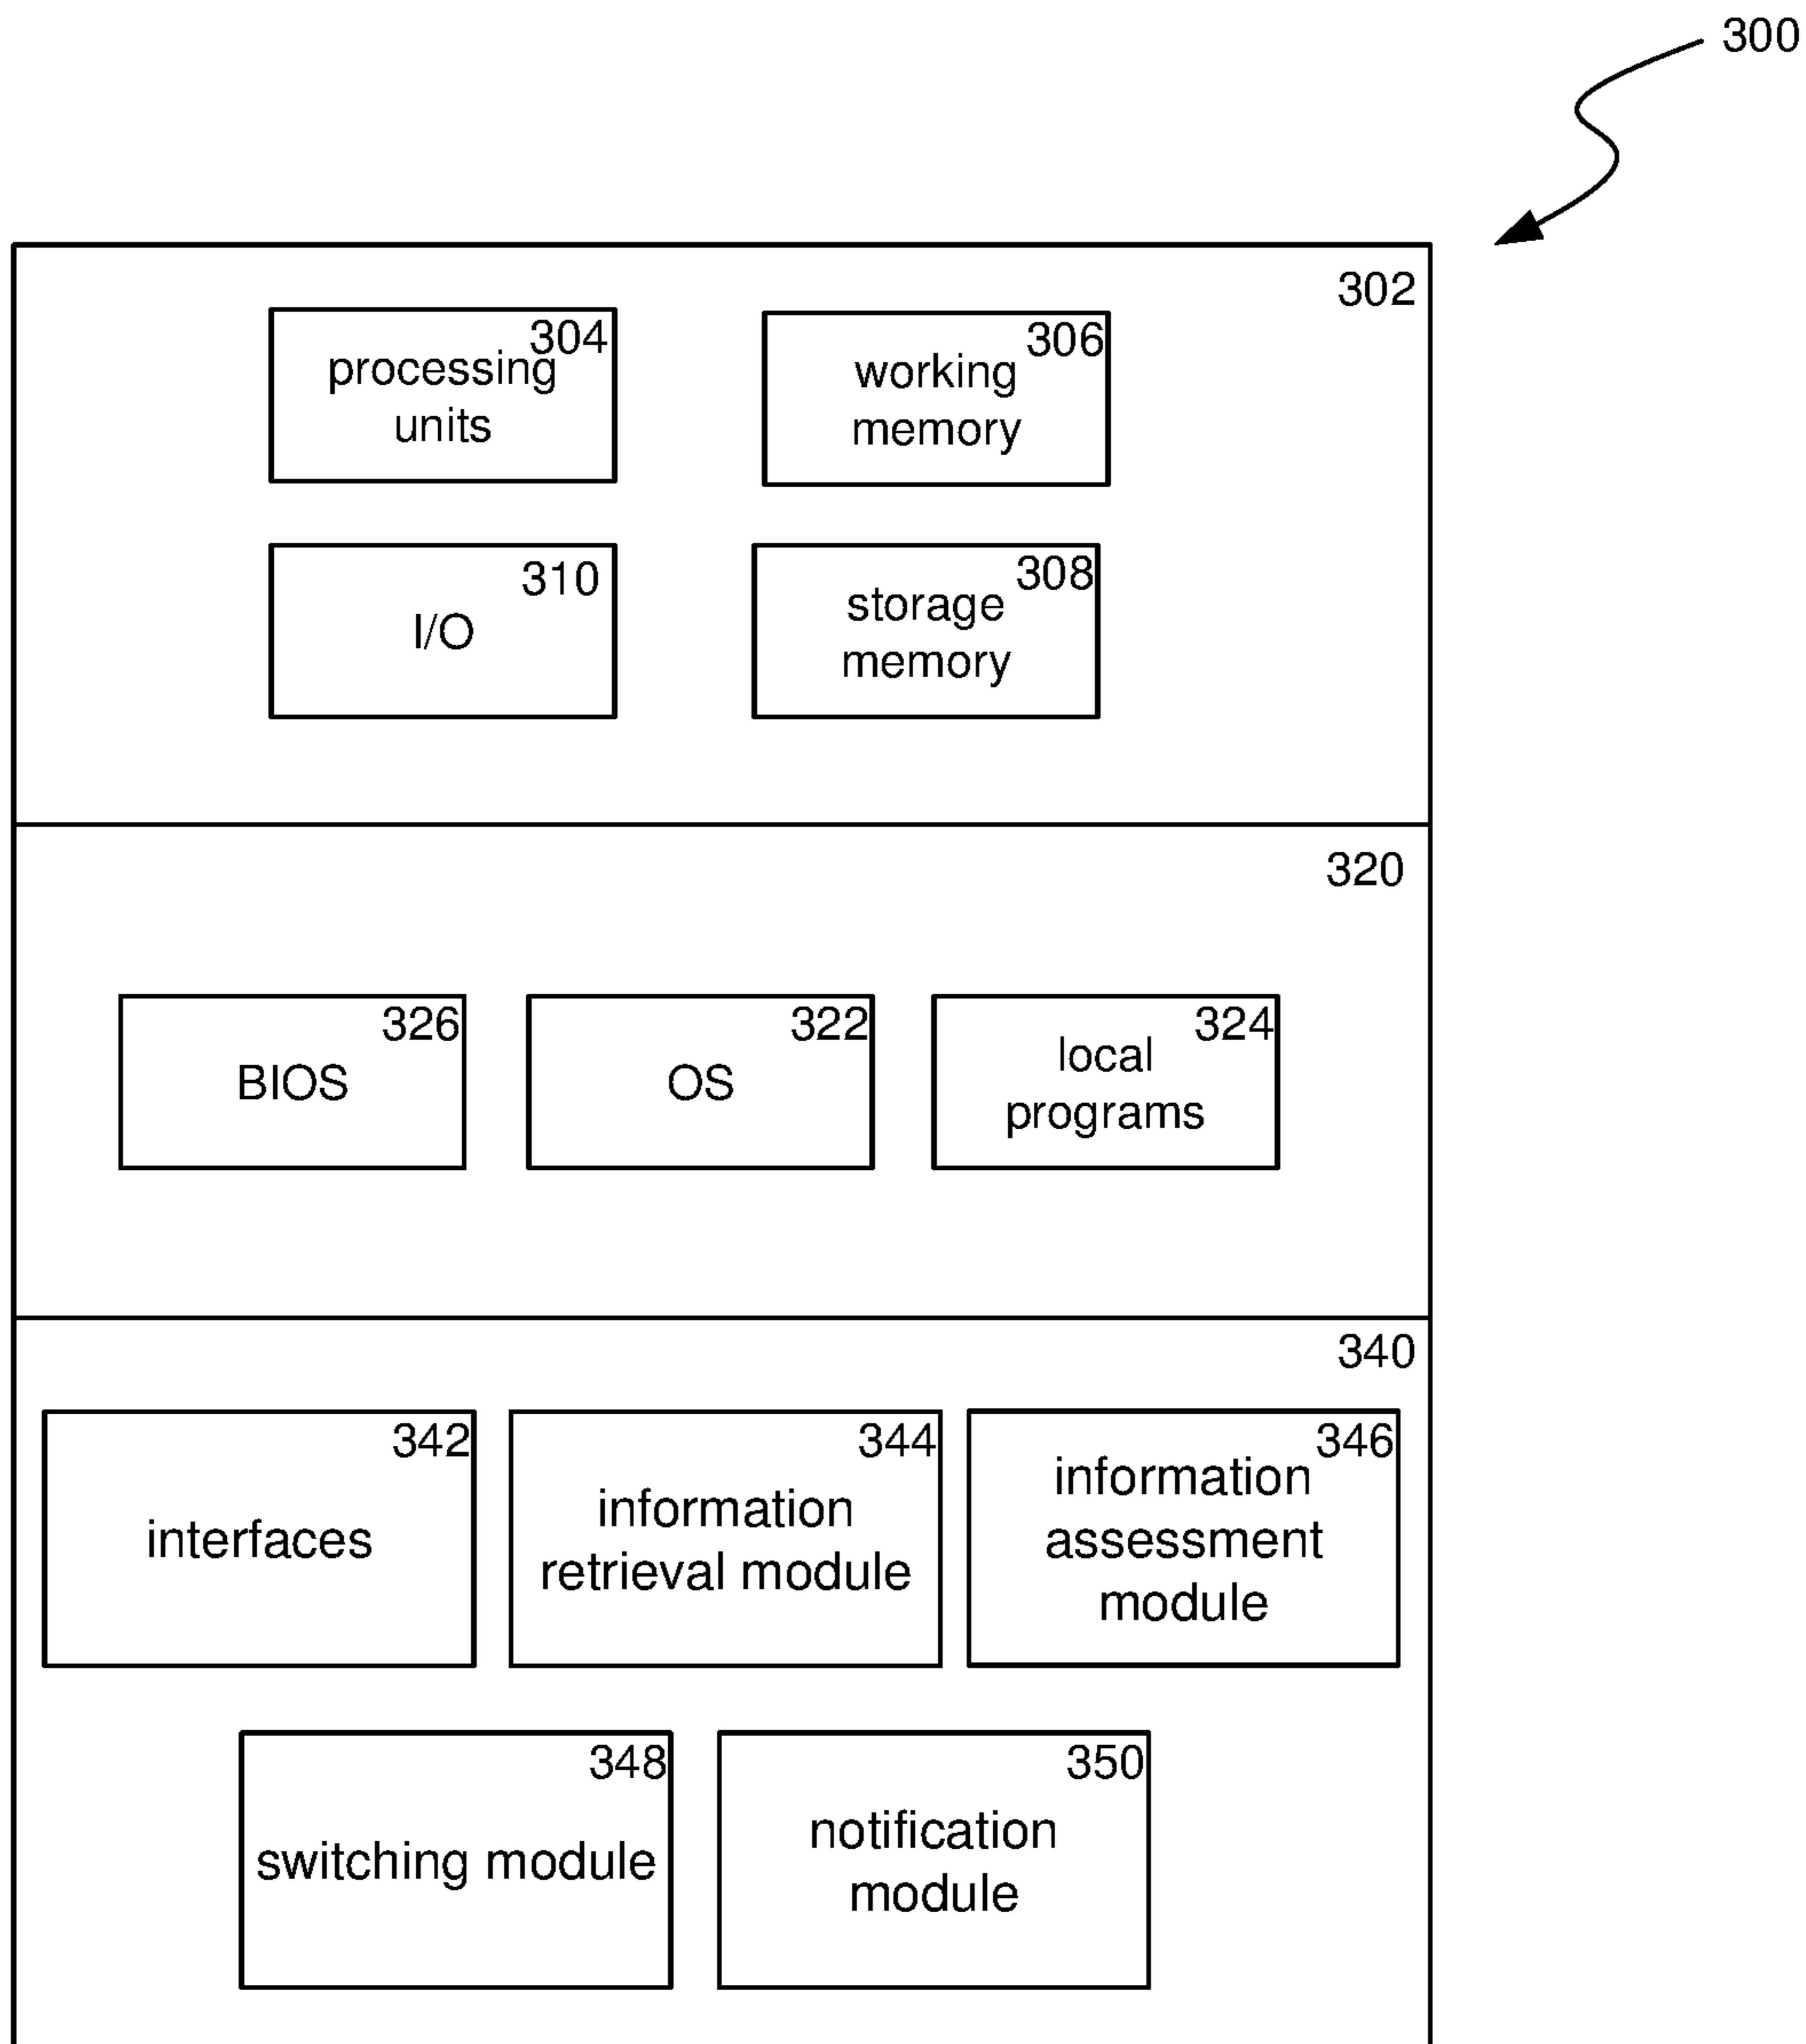 300
302
304
processing
units
306
working
memory
310
I/O
308
storage
memory
320
326
BIOS
322
OS
324
local
programs
340
342
interfaces
344
information
retrieval module
346
information
assessment
module
348
switching module
350
notification
module